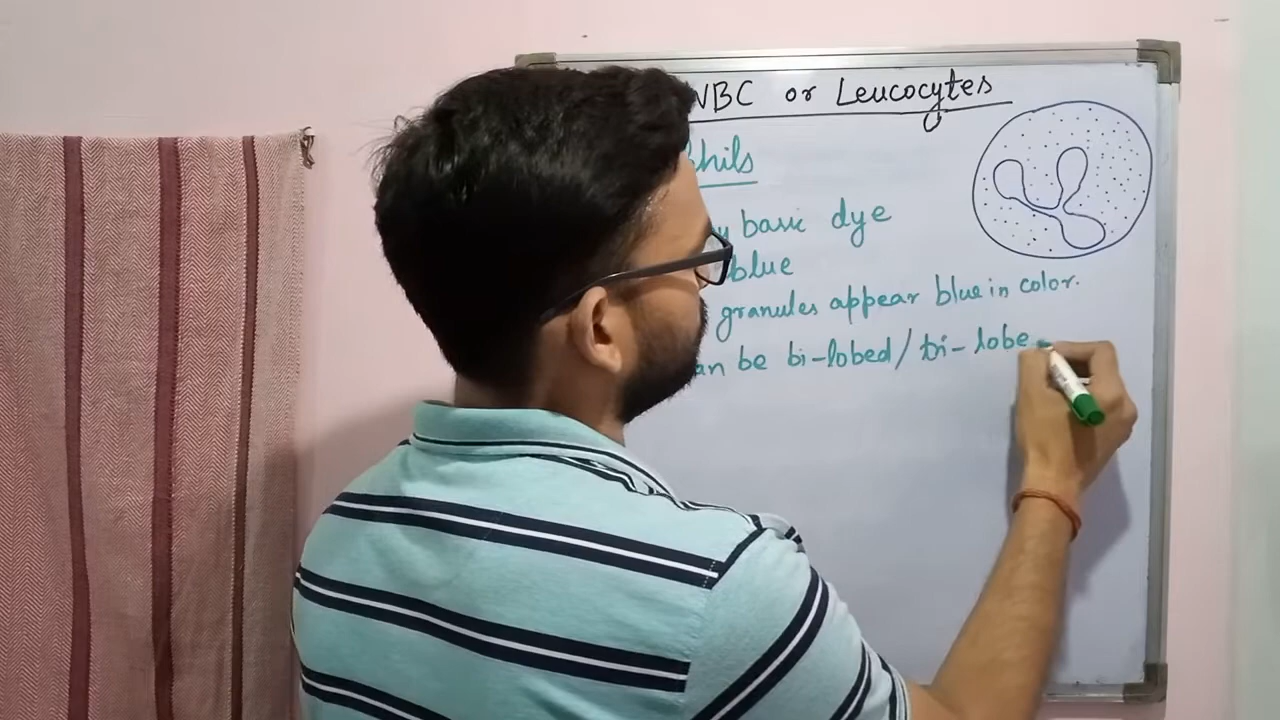 WBC or Leucocytes
phils
basic dye
blue
granules appear blue in color.
an be bi-lobed/tri-lobe